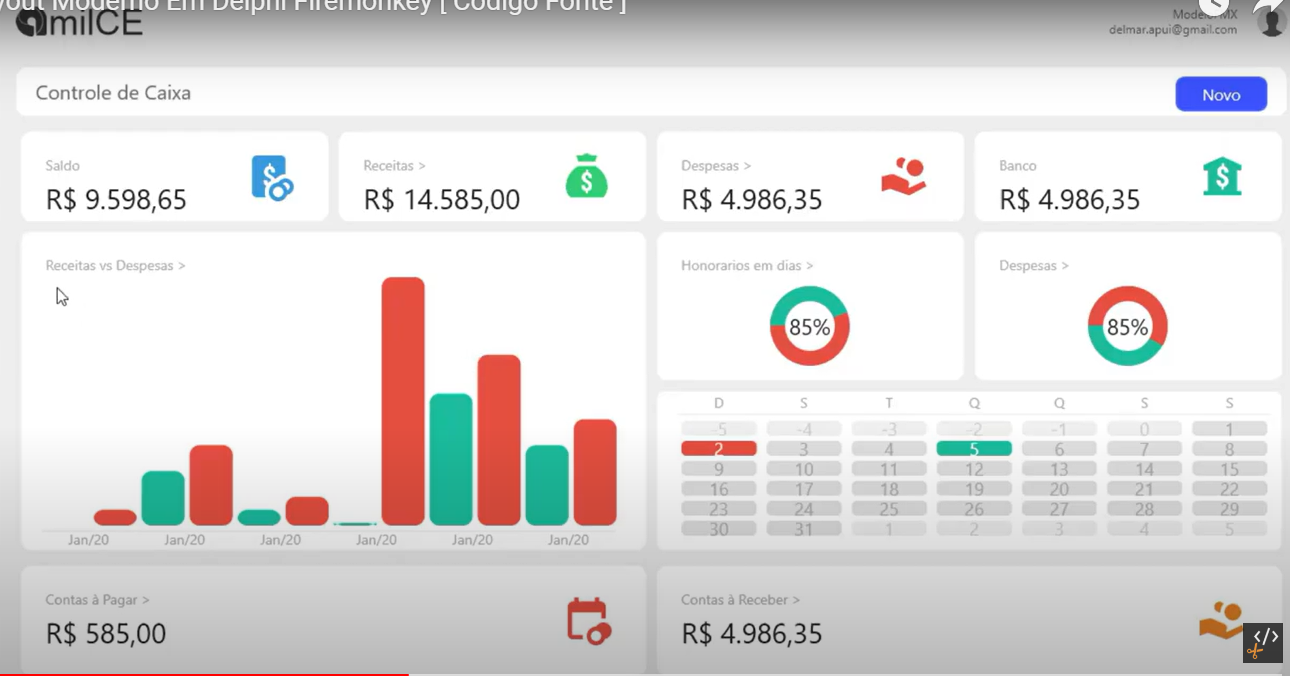 yout Moderno Em Delphi Firemonkey [ Código Fonte ]
amilCE
delmar.apui@gmail.com
Controle de Caixa
Novo
Saldo
R$ 9.598,65
Receitas >
R$ 14.585,00
Despesas >
R$ 4.986,35
Banco
R$ 4.986,35
Receitas vs Despesas >
Jan/20 Jan/20 Jan/20 Jan/20 Jan/20 Jan/20
Honorarios em dias >
85%
Despesas >
85%
D S T Q Q S S
-5 -4 -3 -2 -1 0 1
2 3 4 5 6 7 8
9 10 11 12 13 14 15
16 17 18 19 20 21 22
23 24 25 26 27 28 29
30 31 1 2 3 4 5
Contas à Pagar >
R$ 585,00
Contas à Receber >
R$ 4.986,35